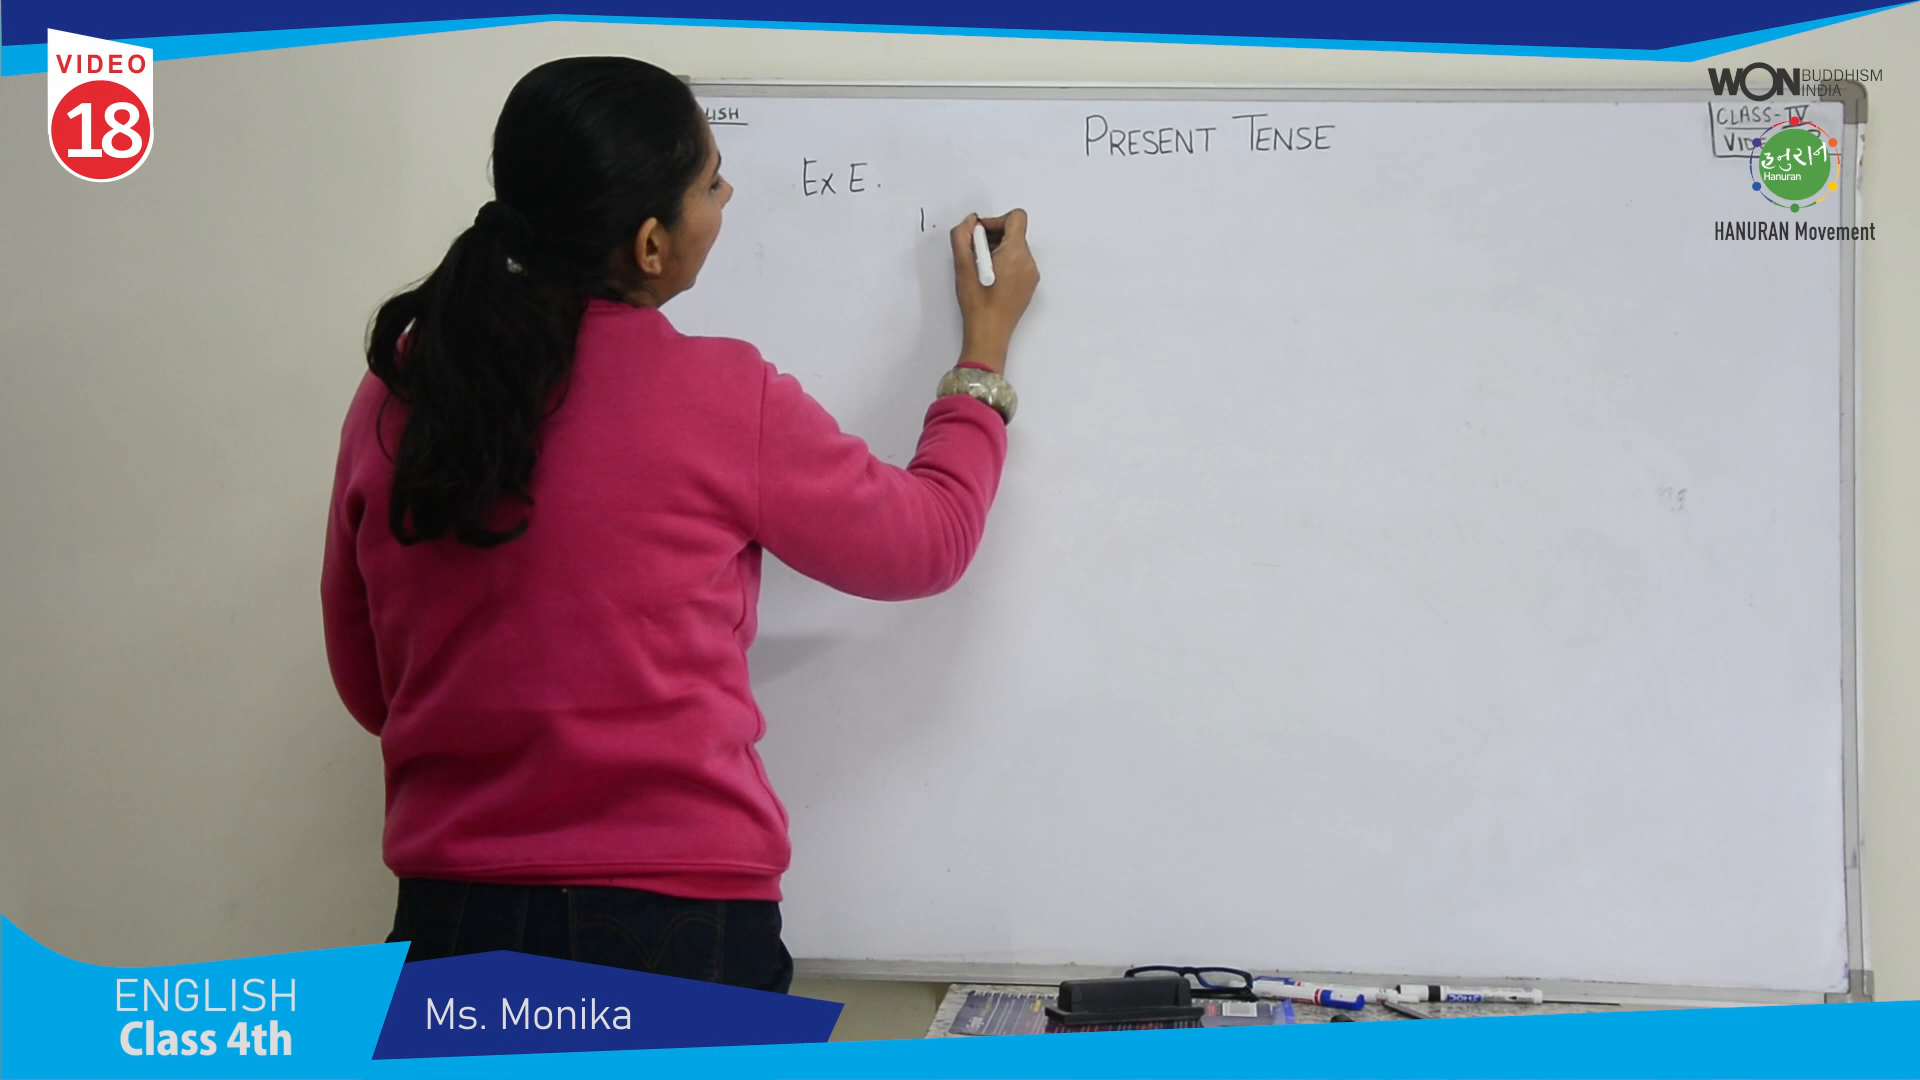 VIDEO
18
WON BUDDHISM
INDIA
PRESENT TENSE
CLASS-IV
Ex E.
1.
हनुरान
Hanuran
HANURAN Movement
ENGLISH
Class 4th
Ms. Monika